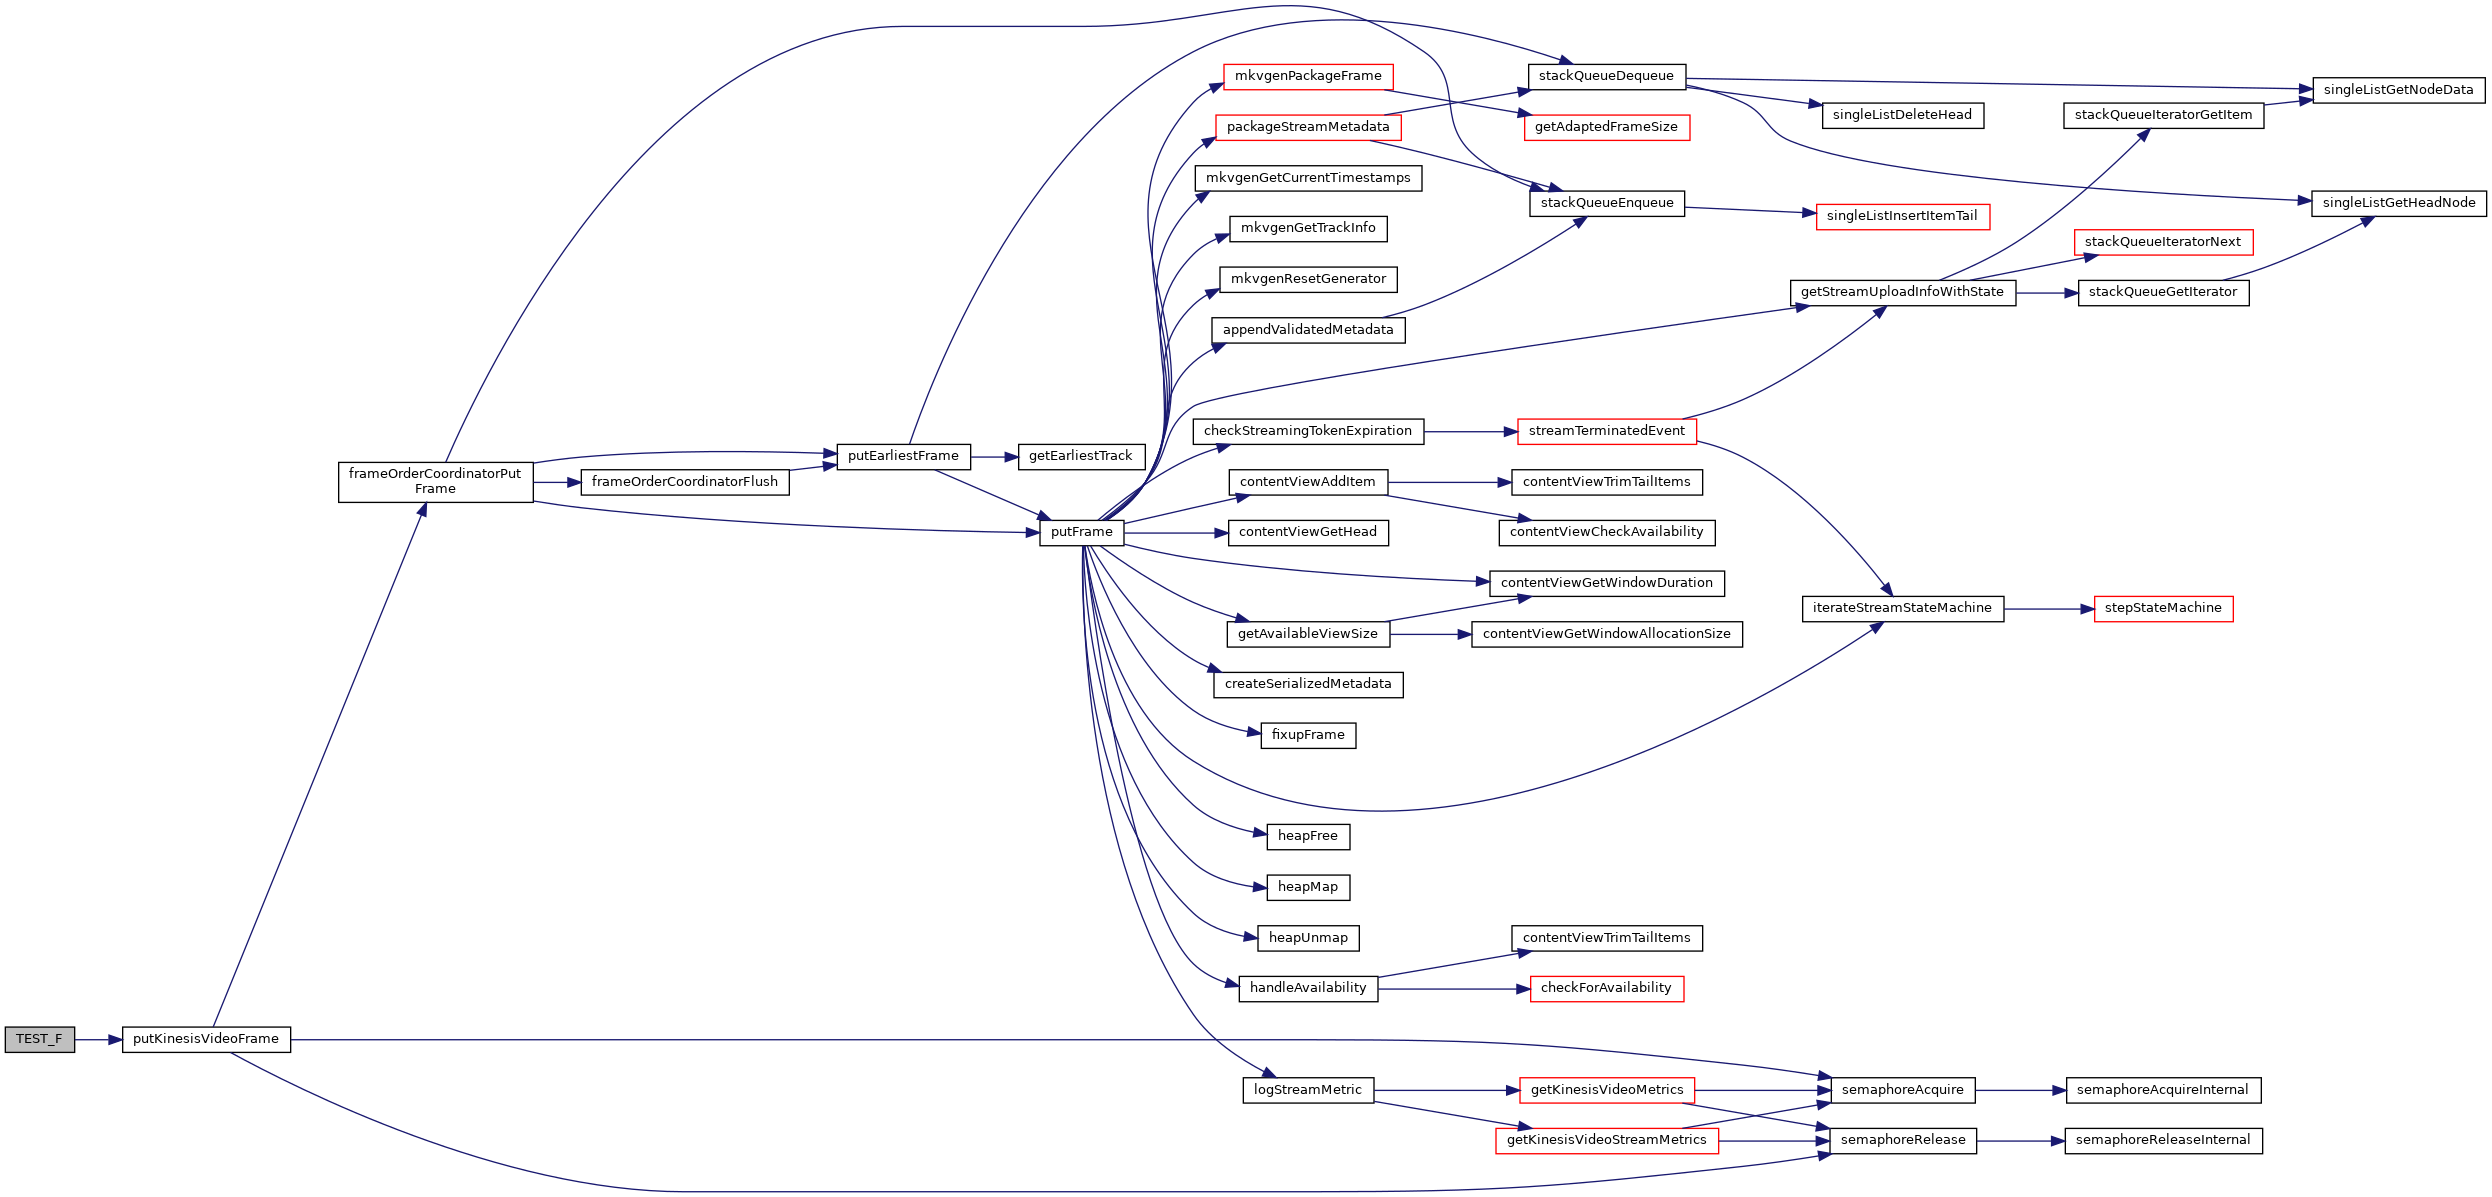 TEST_F
putKinesisVideoFrame
frameOrderCoordinatorPut
Frame
frameOrderCoordinatorFlush
putEarliestFrame
getEarliestTrack
putFrame
mkvgenPackageFrame
packageStreamMetadata
mkvgenGetCurrentTimestamps
mkvgenGetTrackInfo
mkvgenResetGenerator
appendValidatedMetadata
checkStreamingTokenExpiration
contentViewAddItem
contentViewGetHead
getAvailableViewSize
createSerializedMetadata
fixupFrame
heapFree
heapMap
heapUnmap
handleAvailability
logStreamMetric
stackQueueDequeue
getAdaptedFrameSize
stackQueueEnqueue
streamTerminatedEvent
contentViewTrimTailItems
contentViewCheckAvailability
contentViewGetWindowDuration
contentViewGetWindowAllocationSize
contentViewTrimTailItems
checkForAvailability
getKinesisVideoMetrics
getKinesisVideoStreamMetrics
singleListDeleteHead
singleListInsertItemTail
getStreamUploadInfoWithState
iterateStreamStateMachine
semaphoreAcquire
semaphoreRelease
stackQueueIteratorGetItem
stackQueueIteratorNext
stackQueueGetIterator
stepStateMachine
semaphoreAcquireInternal
semaphoreReleaseInternal
singleListGetNodeData
singleListGetHeadNode